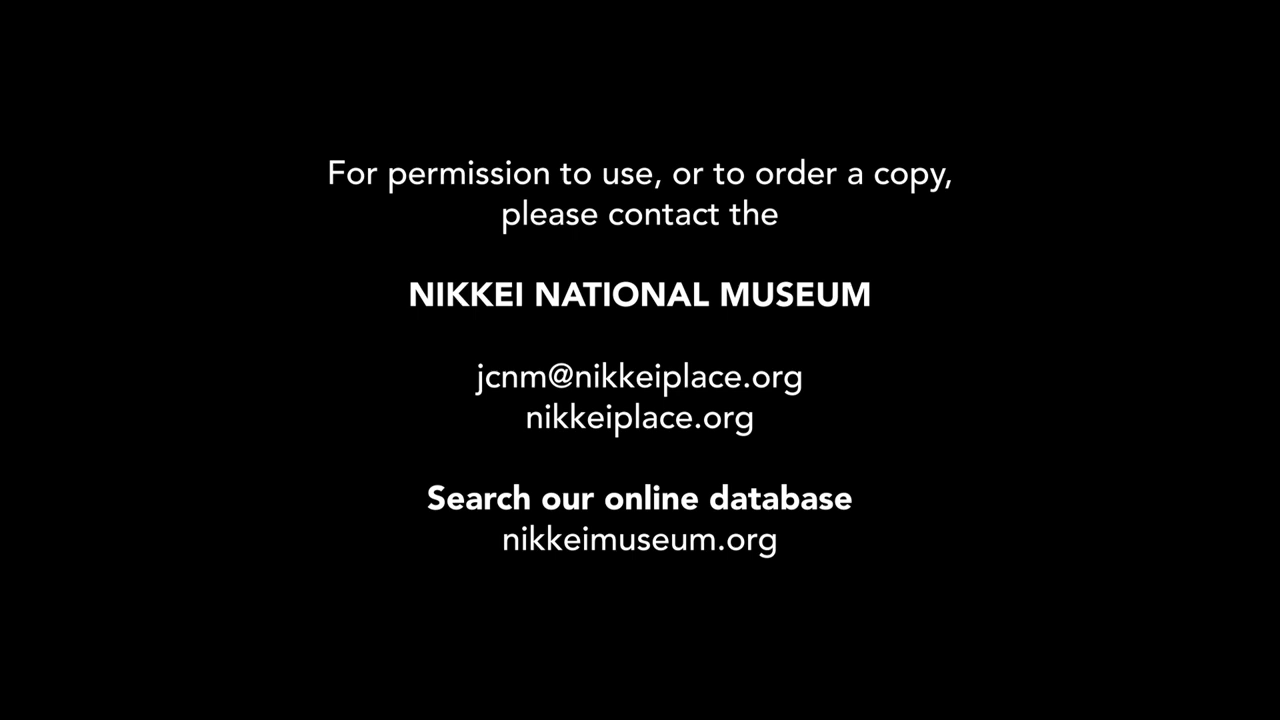 For permission to use, or to order a copy,
please contact the
NIKKEI NATIONAL MUSEUM
jcnm@nikkeiplace.org
nikkeiplace.org
Search our online database
nikkeimuseum.org